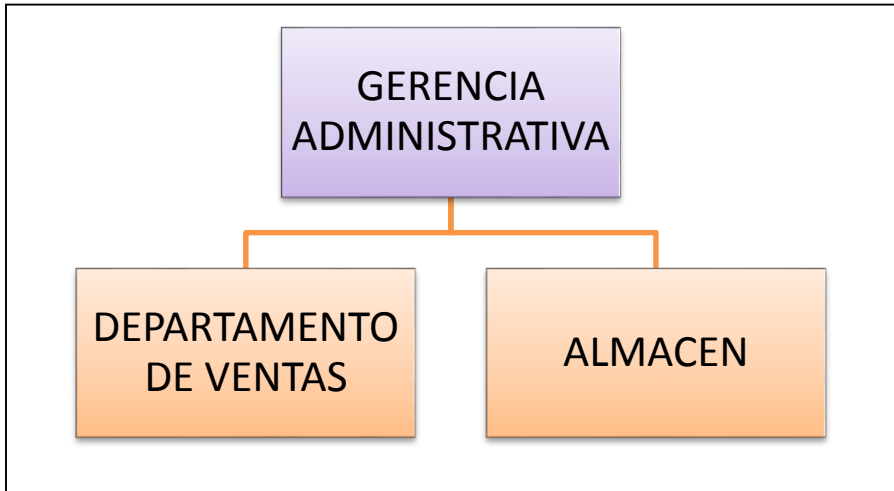 GERENCIA
ADMINISTRATIVA
DEPARTAMENTO
DE VENTAS
ALMACEN